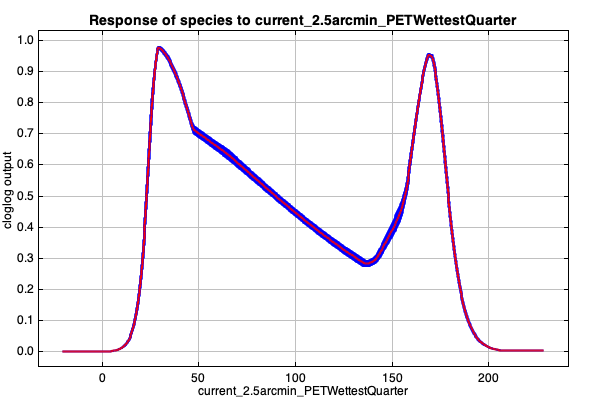 Response of species to current_2.5arcmin_PETWettestQuarter
1.0
0.9
0.8
0.7
0.6
0.5
0.4
0.3
0.2
0.1
0.0
cloglog output
0 50 100 150 200
current_2.5arcmin_PETWettestQuarter